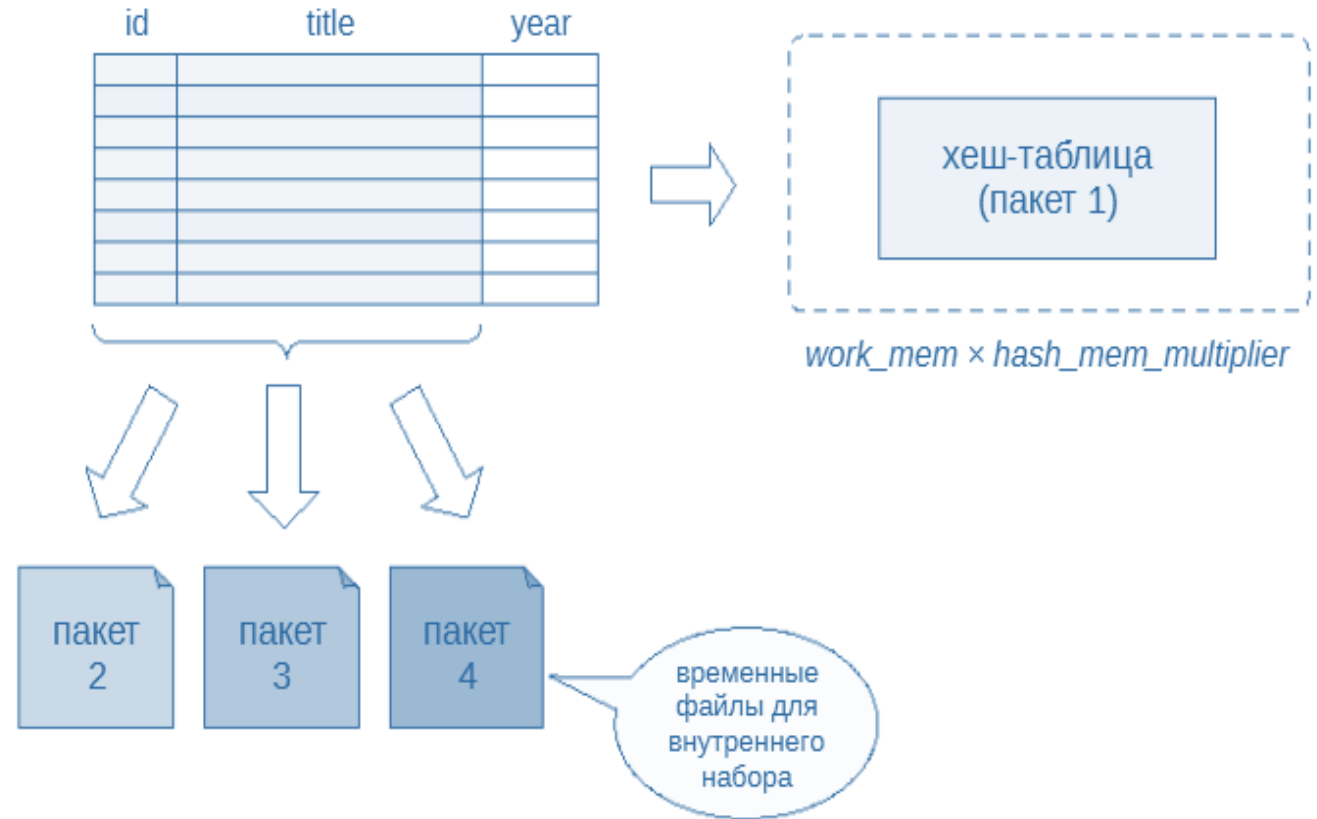 id title year
хеш-таблица
(пакет 1)
work_mem × hash_mem_multiplier
пакет
2
пакет
3
пакет
4
временные
файлы для
внутреннего
набора